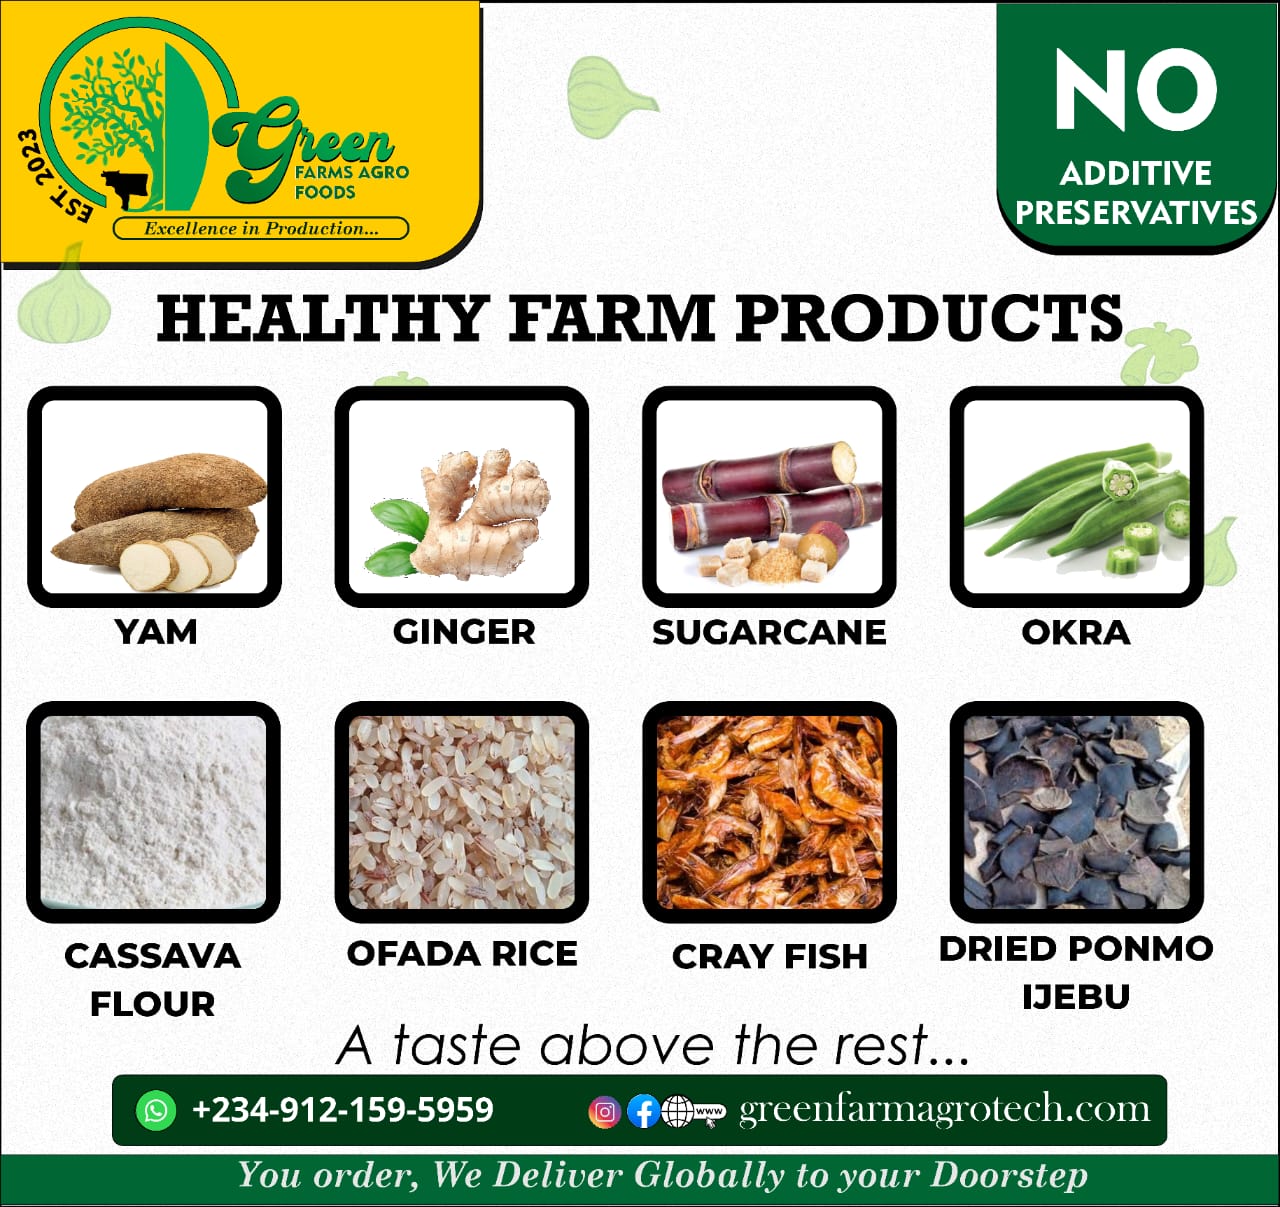 EST. 2023
Green
FARMS AGRO
FOODS
Excellence in Production...
NO
ADDITIVE
PRESERVATIVES
HEALTHY FARM PRODUCTS
YAM
GINGER
SUGARCANE
OKRA
CASSAVA
FLOUR
OFADA RICE
CRAY FISH
DRIED PONMO
IJEBU
A taste above the rest...
+234-912-159-5959
www
greenfarmagrotech.com
You order, We Deliver Globally to your Doorstep